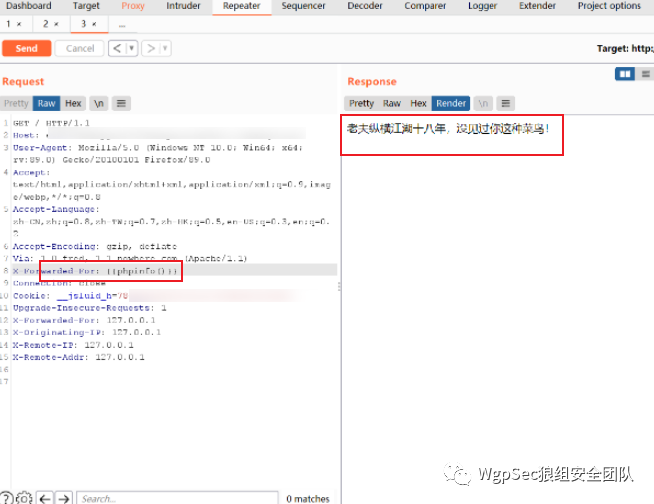 Dashboard Target Proxy Intruder Repeater Sequencer Decoder Comparer Logger Extender Project options
1 × 2 × 3 × ...
Send Cancel < ▼ > ▼ Target: http:
Request
Pretty Raw Hex \n
1 GET / HTTP/1.1
2 Host:
3 User-Agent: Mozilla/5.0 (Windows NT 10.0; Win64; x64;
rv:89.0) Gecko/20100101 Firefox/89.0
4 Accept:
text/html,application/xhtml+xml,application/xml;q=0.9,imag
e/webp,*/*;q=0.8
5 Accept-Language:
zh-CN,zh;q=0.8,zh-TW;q=0.7,zh-HK;q=0.5,en-US;q=0.3,en;q=0.
2
6 Accept-Encoding: gzip, deflate
7 Via: 1.0 fred, 1.1 nowhere.com (Apache/1.1)
8 X-Forwarded-For: {{phpinfo()}}
9 Connection: close
10 Cookie: __jsluid_h=78
11 Upgrade-Insecure-Requests: 1
12 X-Forwarded-For: 127.0.0.1
13 X-Originating-IP: 127.0.0.1
14 X-Remote-IP: 127.0.0.1
15 X-Remote-Addr: 127.0.0.1
16
17
Search... 0 matches
Response
Pretty Raw Hex Render \n
老夫纵横江湖十八年，没见过你这种菜鸟！
WgpSec狼组安全团队